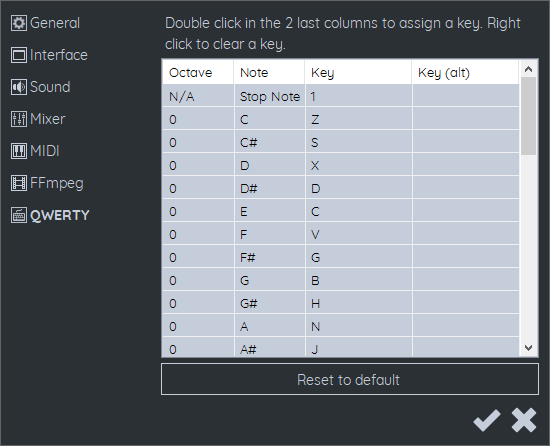 General
Interface
Sound
Mixer
MIDI
FFmpeg
QWERTY
Double click in the 2 last columns to assign a key. Right
click to clear a key.
Octave Note Key Key (alt)
N/A Stop Note 1
0 C Z
0 C# S
0 D X
0 D# D
0 E C
0 F V
0 F# G
0 G B
0 G# H
0 A N
0 A# J
Reset to default